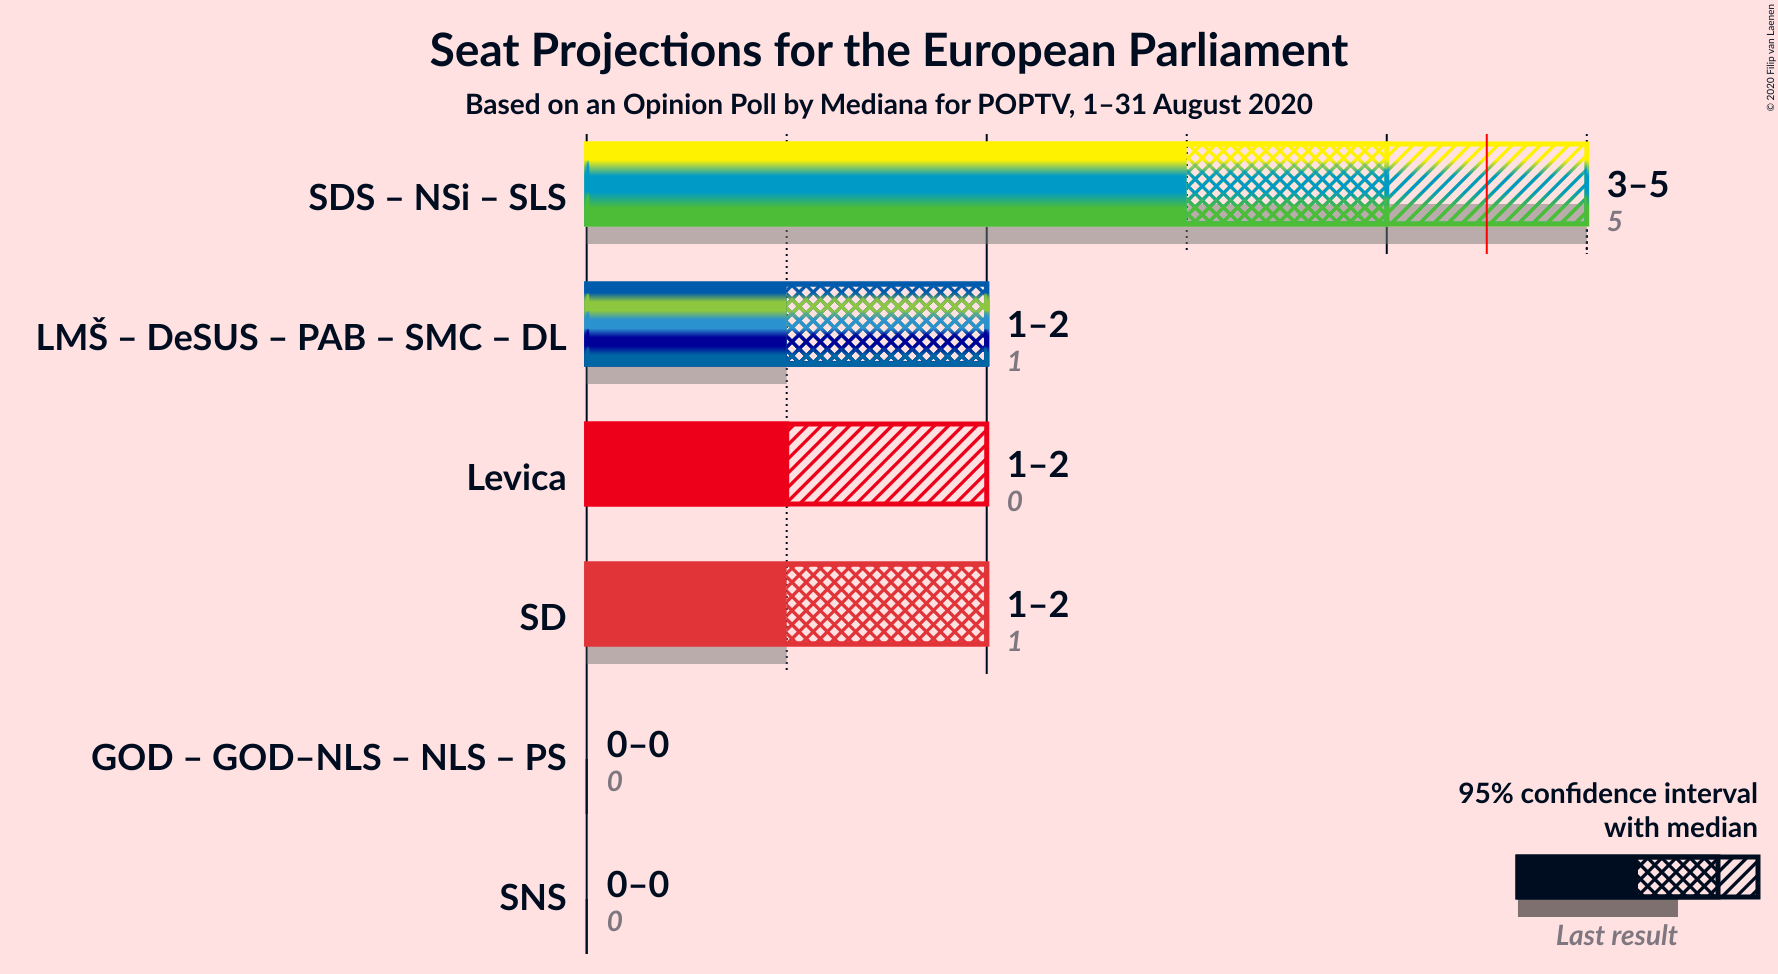 Seat Projections for the European Parliament
Based on an Opinion Poll by Mediana for POPTV, 1–31 August 2020
© 2020 Filip van Laenen
SDS – NSi – SLS
3–5
5
LMŠ – DeSUS – PAB – SMC – DL
1–2
1
Levica
1–2
0
SD
1–2
1
GOD – GOD–NLS – NLS – PS
0–0
0
SNS
0–0
0
95% confidence interval
with median
Last result